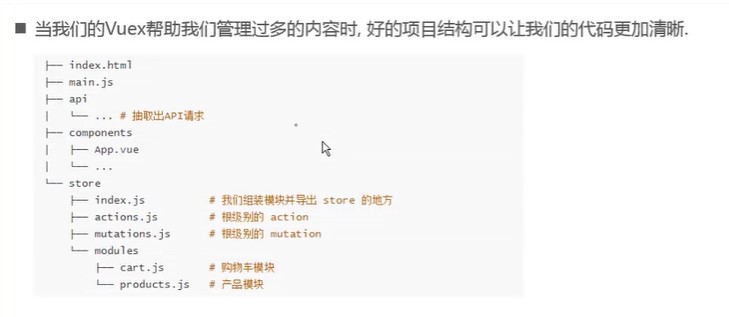 ■ 当我们的Vuex帮助我们管理过多的内容时, 好的项目结构可以让我们的代码更加清晰.
├── index.html
├── main.js
├── api
│   └── ... # 抽取出API请求
├── components
│   ├── App.vue
│   └── ...
└── store
    ├── index.js          # 我们组装模块并导出 store 的地方
    ├── actions.js        # 根级别的 action
    ├── mutations.js      # 根级别的 mutation
    └── modules
        ├── cart.js       # 购物车模块
        └── products.js   # 产品模块